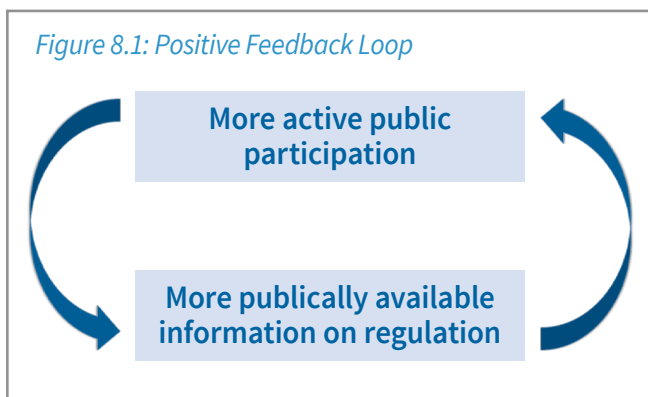 Figure 8.1: Positive Feedback Loop
More active public
participation
More publically available
information on regulation